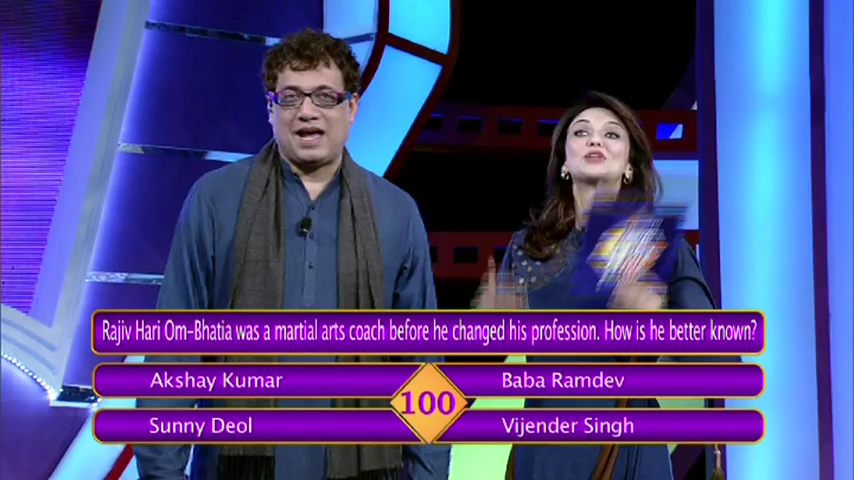 Rajiv Hari Om-Bhatia was a martial arts coach before he changed his profession. How is he better known?
Akshay Kumar
Baba Ramdev
100
Sunny Deol
Vijender Singh